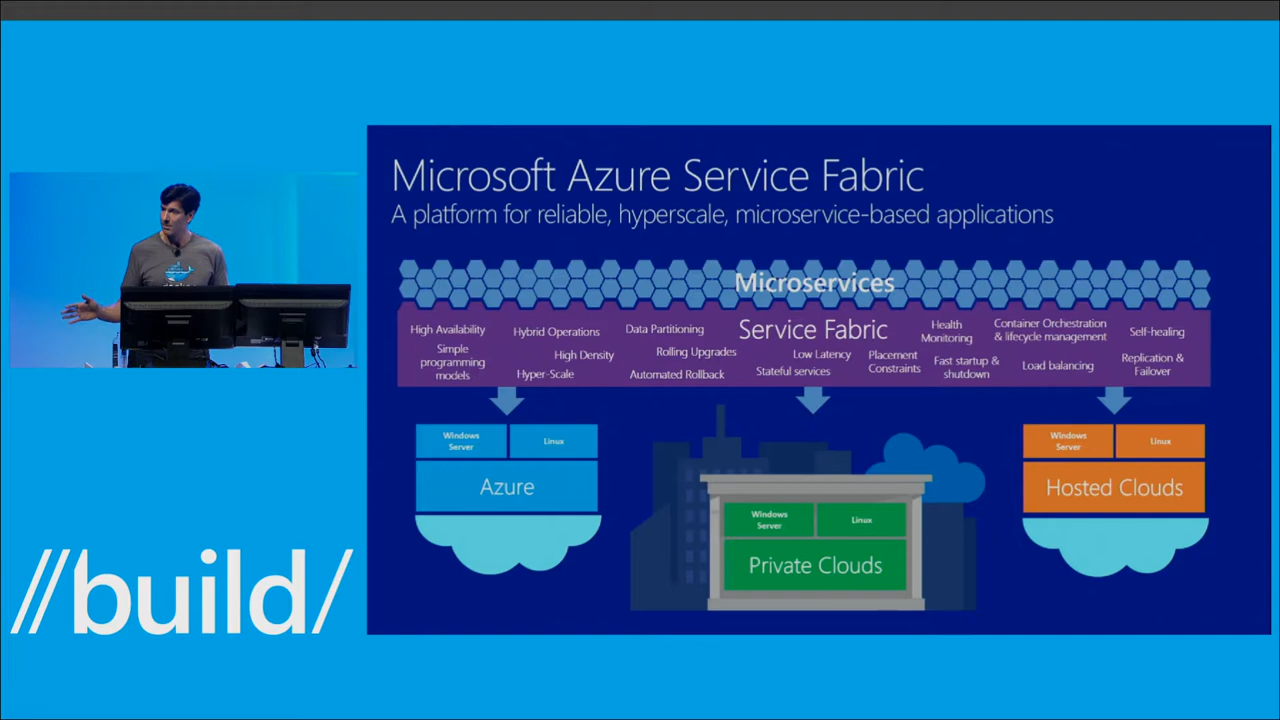 Microsoft Azure Service Fabric
A platform for reliable, hyperscale, microservice-based applications
Microservices
High Availability
Hybrid Operations
Data Partitioning
Service Fabric
Health
Monitoring
Container Orchestration
& lifecycle management
Self-healing
Simple
programming
models
High Density
Hyper-Scale
Rolling Upgrades
Automated Rollback
Low Latency
Stateful services
Placement
Constraints
Fast startup &
shutdown
Load balancing
Replication &
Failover
Windows
Server
Linux
Azure
Windows
Server
Linux
Private Clouds
Windows
Server
Linux
Hosted Clouds
//build/